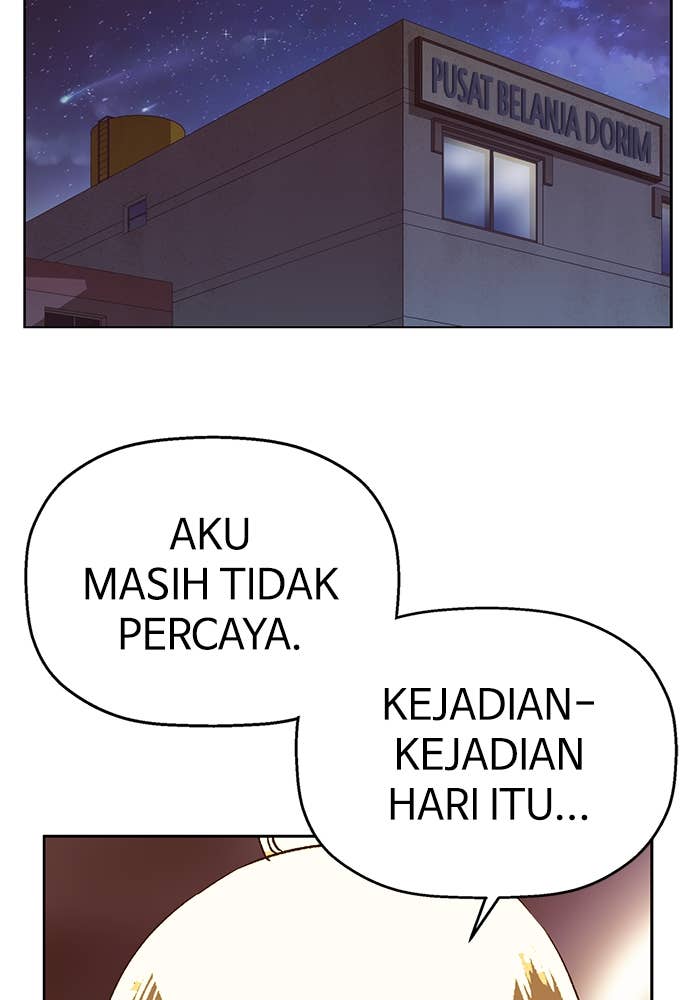 PUSAT BELANJA DORIM
AKU
MASIH TIDAK
PERCAYA.
KEJADIAN-
KEJADIAN
HARI ITU...